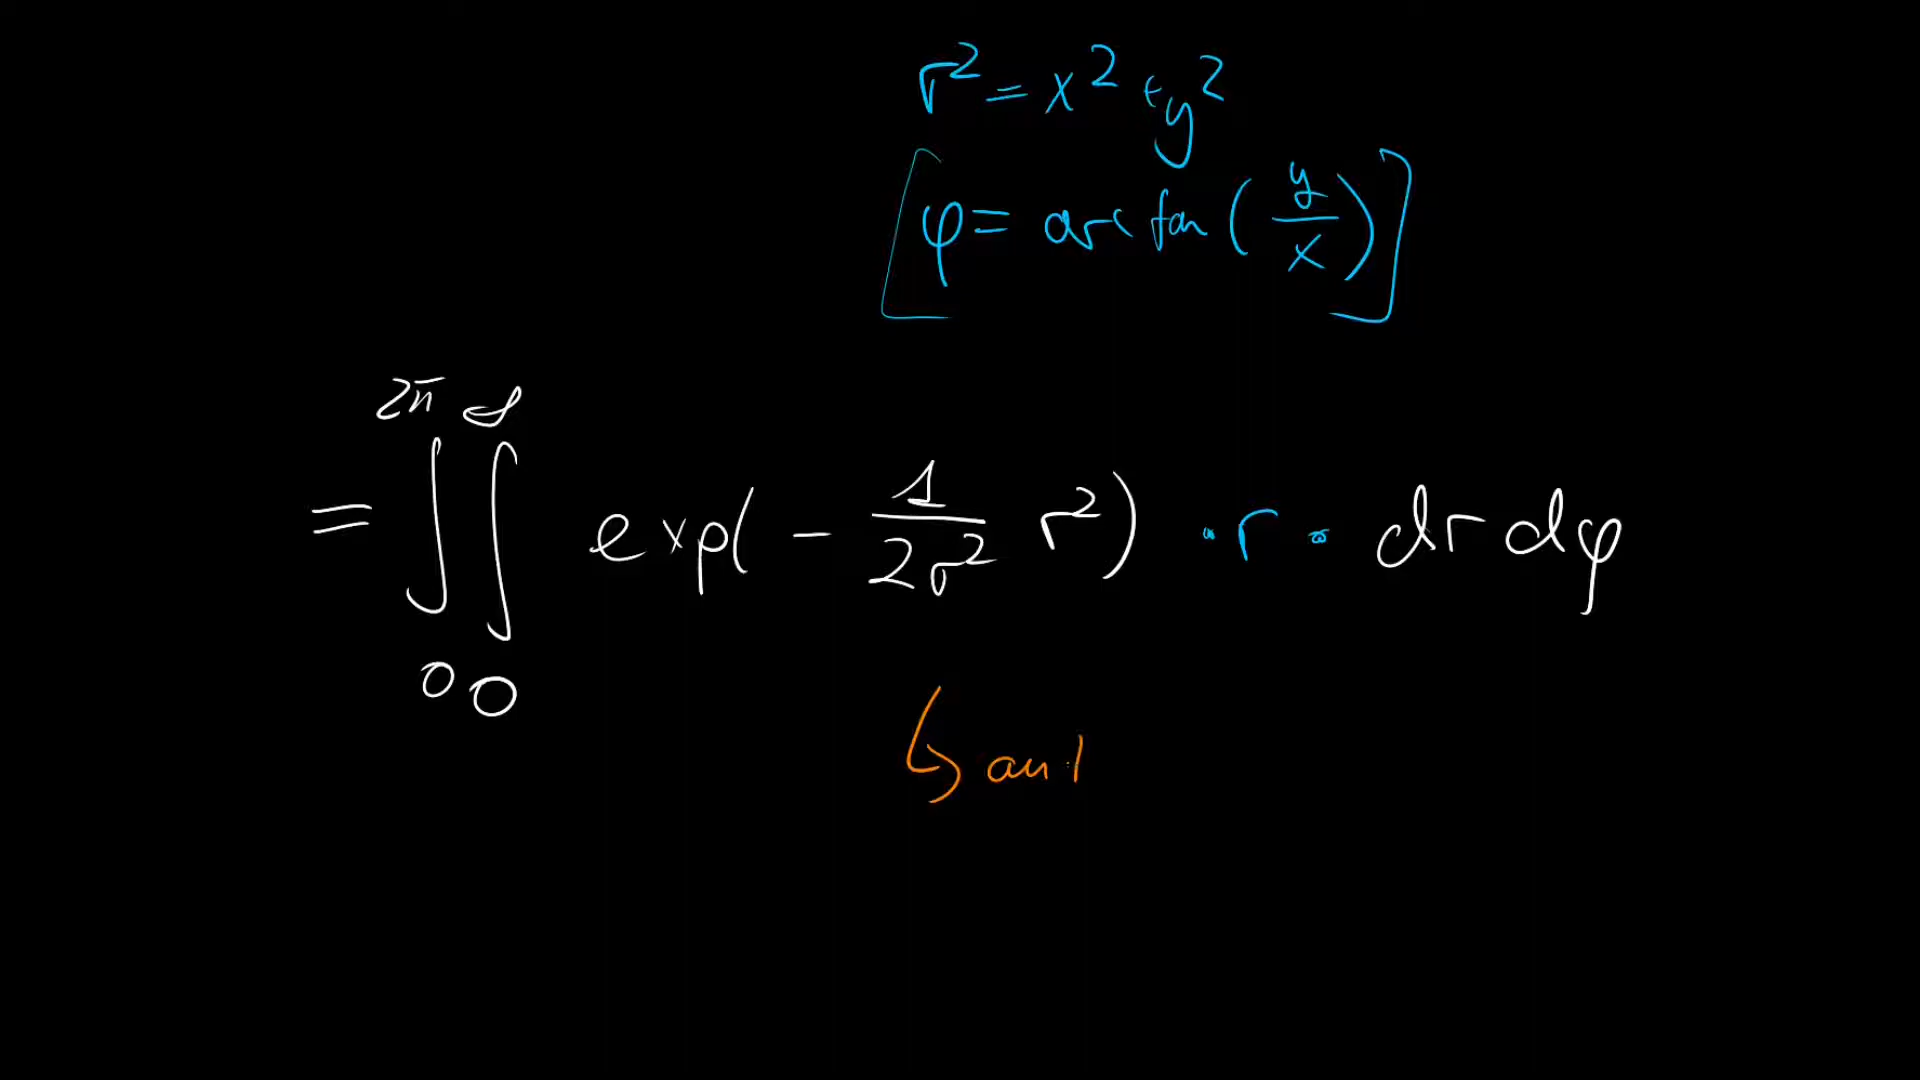 r² = x² + y²
[φ = arctan(y/x)]
= ∫₀^2π ∫₀^∞ exp(- 1/2σ² r²) · r · dr dφ
↳ an